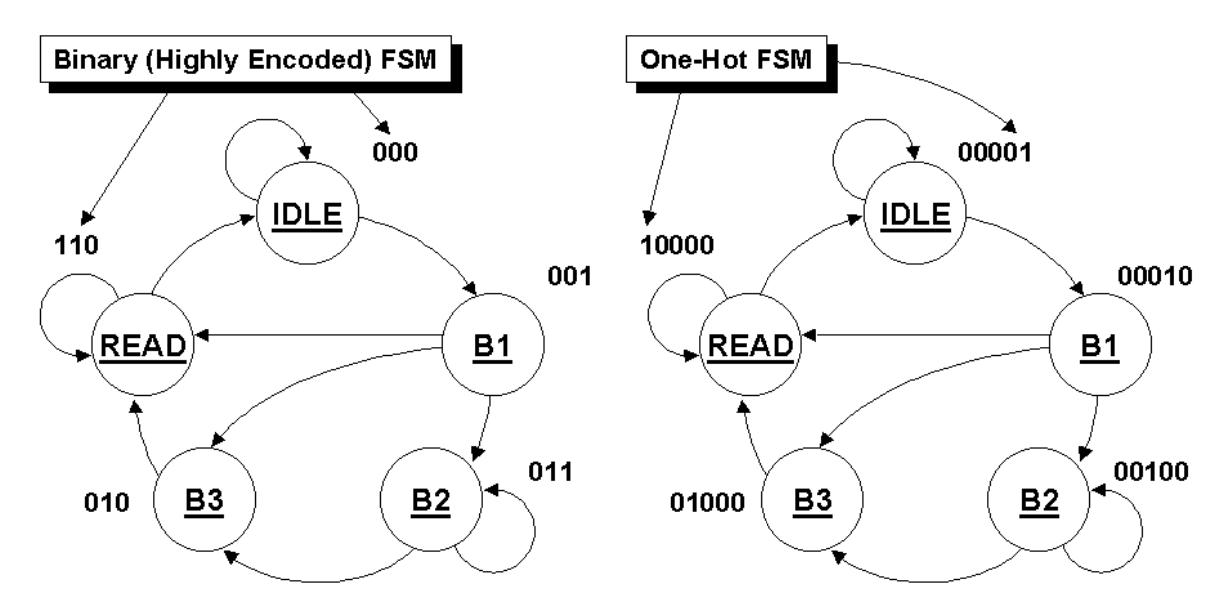 Binary (Highly Encoded) FSM
000
IDLE
110
001
READ
B1
011
010
B3
B2
One-Hot FSM
00001
IDLE
10000
00010
READ
B1
00100
01000
B3
B2